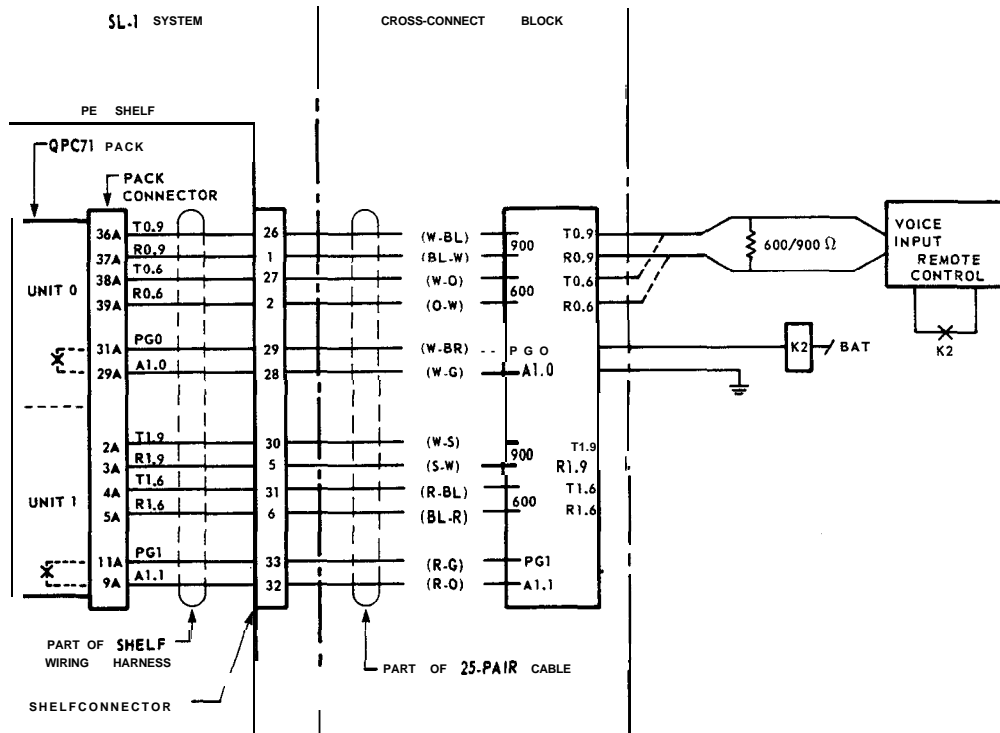 SL-1 SYSTEM
CROSS-CONNECT BLOCK
PE SHELF
QPC71 PACK
PACK
CONNECTOR
UNIT 0
36A T0.9 26 (W-BL) 900 T0.9
37A R0.9 1 (BL-W) R0.9
38A T0.6 27 (W-O) 600 T0.6
39A R0.6 2 (O-W) R0.6
31A PG0 29 (W-BR) -- PGO
29A A1.0 28 (W-G) A1.0
600/900 Ω
VOICE
INPUT
REMOTE
CONTROL
K2
K2 BAT
UNIT 1
2A T1.9 30 (W-S) 900 T1.9
3A R1.9 5 (S-W) R1.9
4A T1.6 31 (R-BL) 600 T1.6
5A R1.6 6 (BL-R) R1.6
11A PG1 33 (R-G) PG1
9A A1.1 32 (R-O) A1.1
PART OF SHELF
WIRING HARNESS
PART OF 25-PAIR CABLE
SHELFCONNECTOR